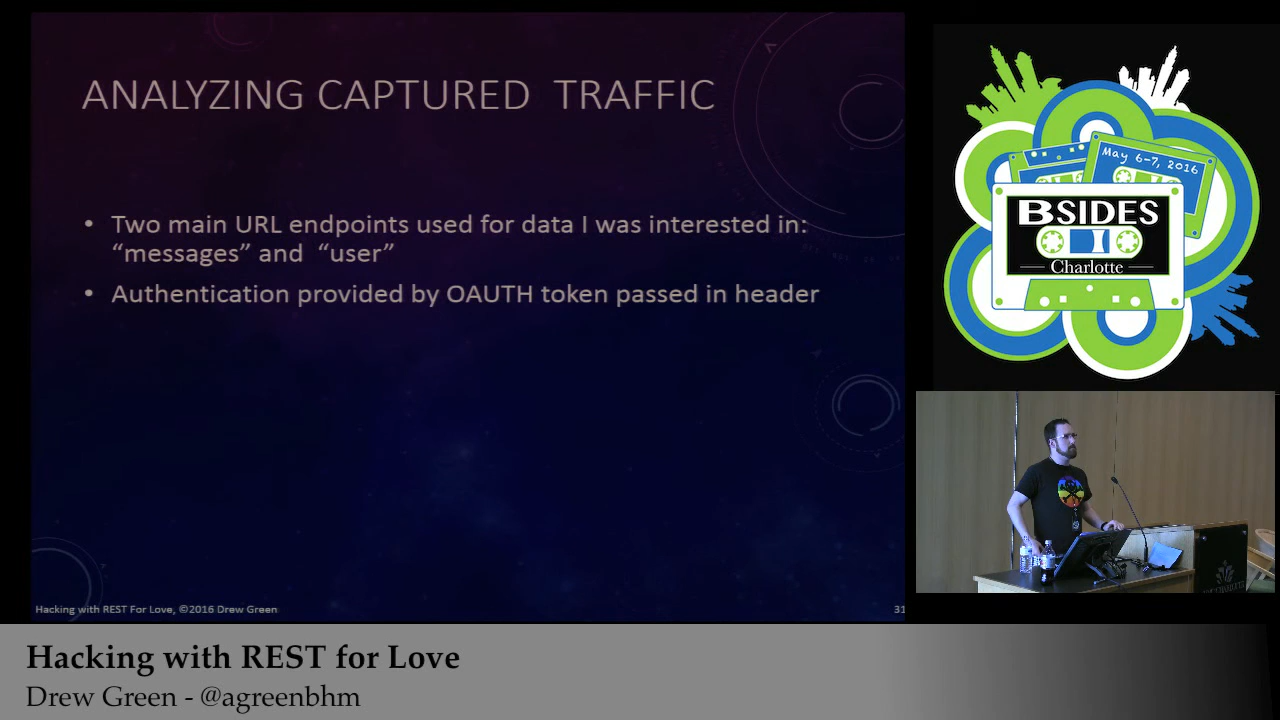 ANALYZING CAPTURED TRAFFIC
• Two main URL endpoints used for data I was interested in:
“messages” and “user”
• Authentication provided by OAUTH token passed in header
Hacking with REST For Love, ©2016 Drew Green
31
May 6-7, 2016
BSIDES
Charlotte
Hacking with REST for Love
Drew Green - @agreenbhm